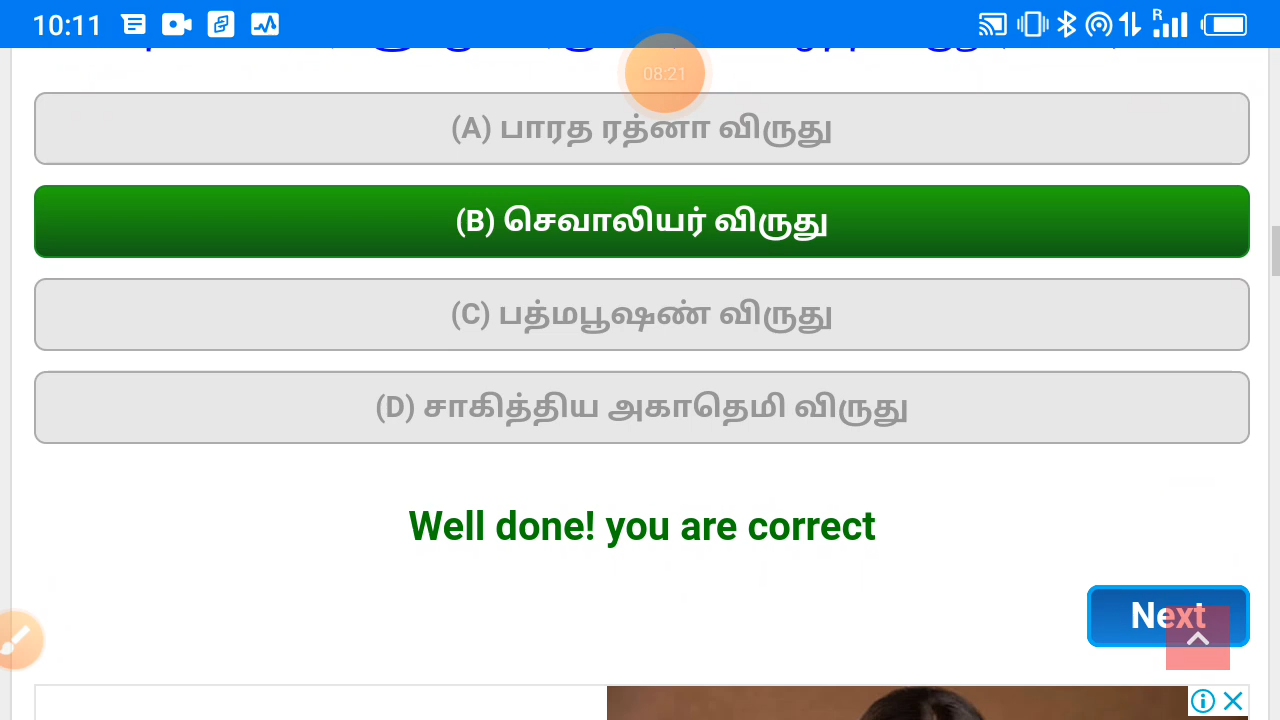 10:11
R
08:21
(A) பாரத ரத்னா விருது
(B) செவாலியர் விருது
(C) பத்மபூஷண் விருது
(D) சாகித்திய அகாதெமி விருது
Well done! you are correct
Next